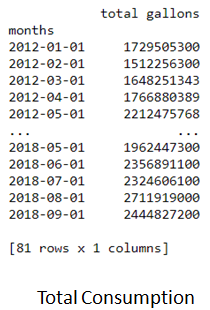 total gallons
months
2012-01-01 1729505300
2012-02-01 1512256300
2012-03-01 1648251343
2012-04-01 1766880389
2012-05-01 2212475768
... ...
2018-05-01 1962447300
2018-06-01 2356891100
2018-07-01 2324606100
2018-08-01 2711919000
2018-09-01 2444827200
[81 rows x 1 columns]
Total Consumption